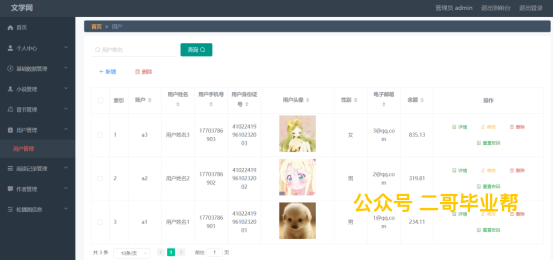 文学网
管理员 admin
退出到前台
退出登录
首页
个人中心
基础数据管理
小说管理
用户管理
用户管理
阅读记录管理
作者管理
轮播图信息
首页 » 用户
用户姓名
查询
+ 新增
删除
索引 账户 用户姓名 用户手机号 用户身份证号 用户头像 性别 电子邮箱 余额 操作
1 a3 用户姓名3 17703786903 410224199610232003 女 3@qq.com 835.13
详情 修改 删除
重置密码
2 a2 用户姓名2 17703786902 410224199610232002 男 2@qq.com 319.81
详情 修改 删除
重置密码
3 a1 用户姓名1 17703786901 410224199610232001 男 1@qq.com 234.11
详情 修改 删除
重置密码
公众号 二哥毕业帮
共 3 条 10条/页 1 前往 1 页